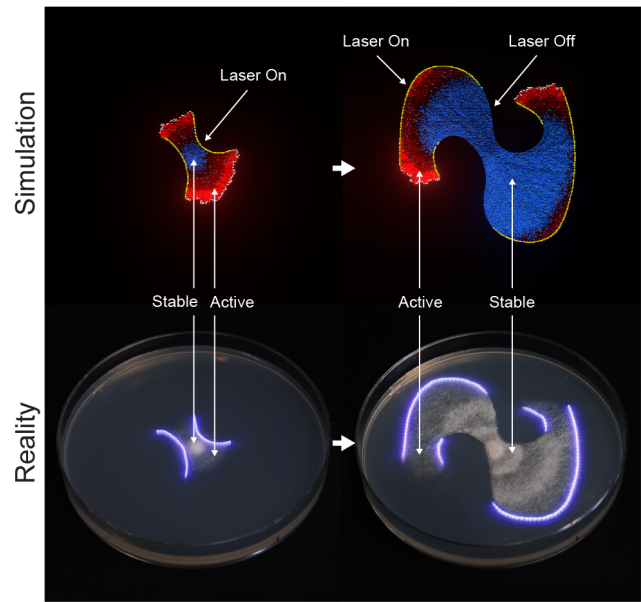 Simulation
Laser On
Laser On
Laser Off
Stable
Active
Active
Stable
Reality